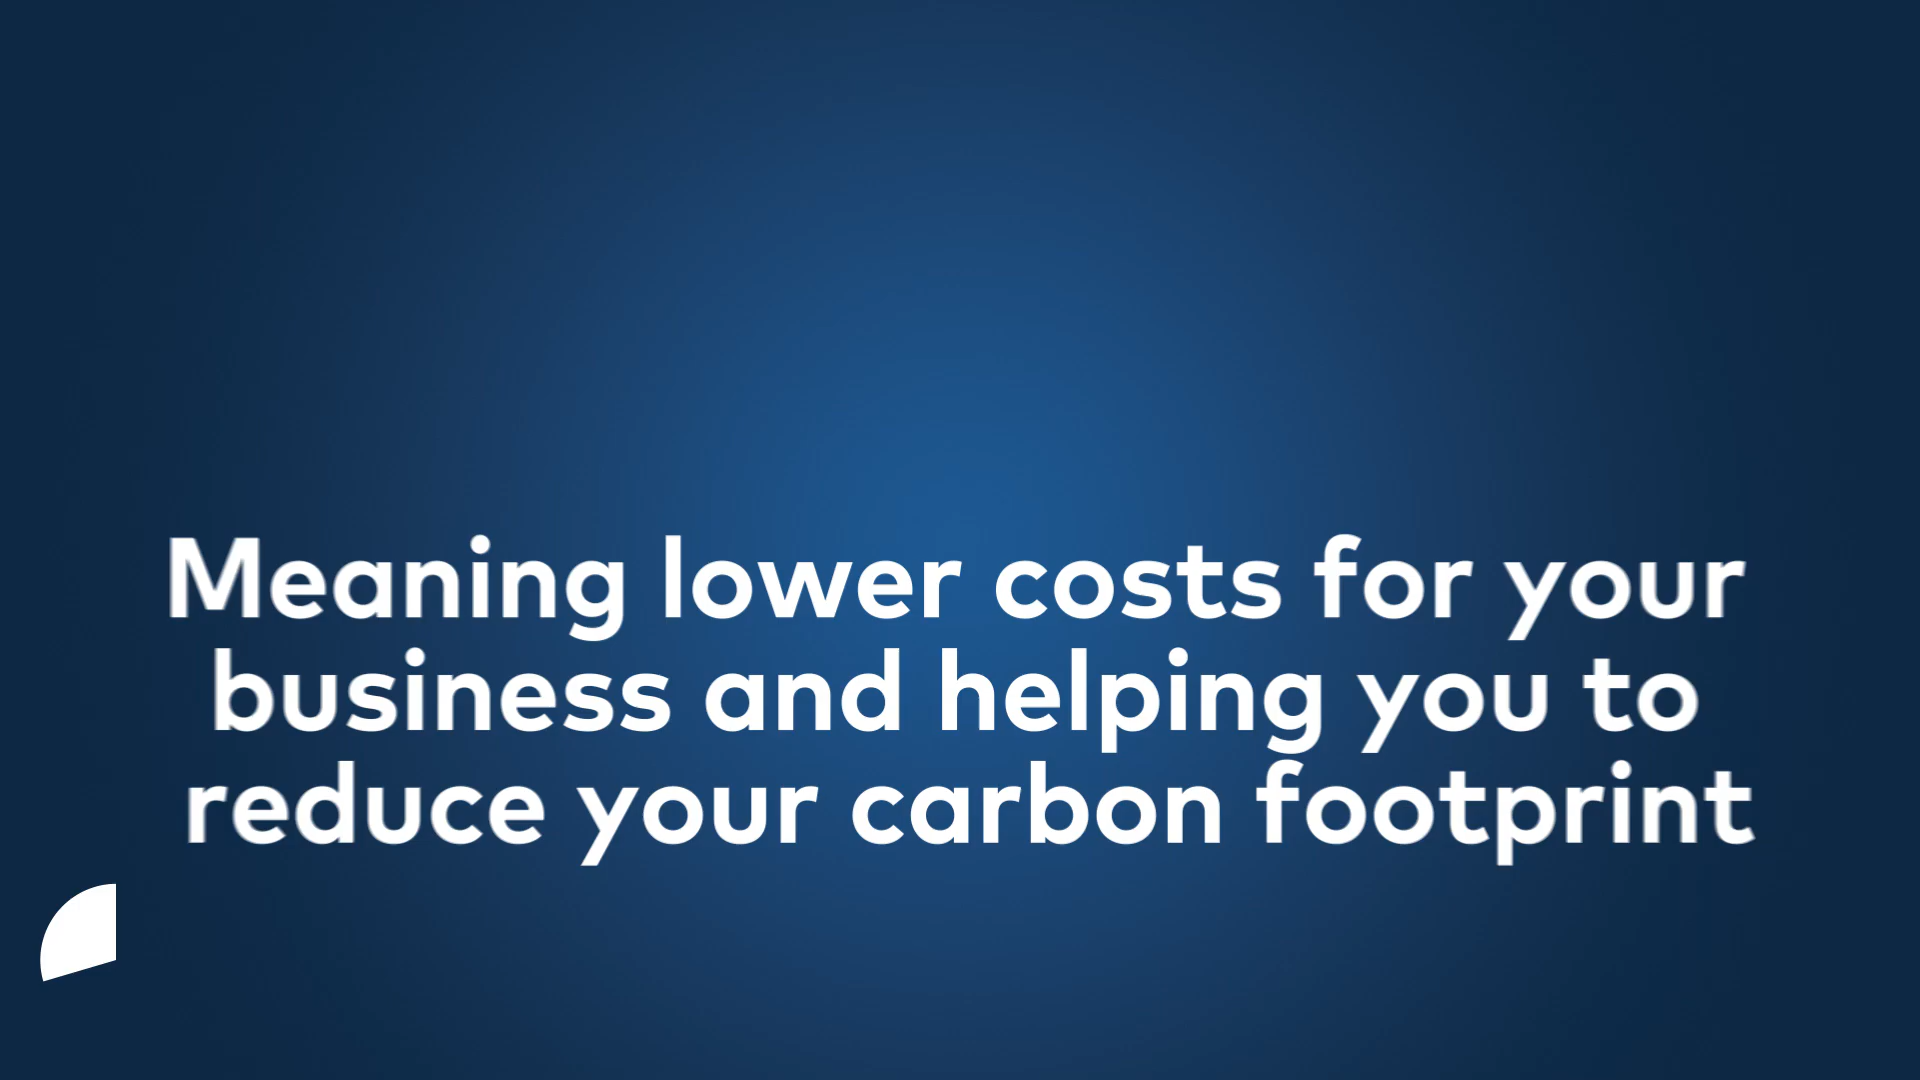 Meaning lower costs for your
business and helping you to
reduce your carbon footprint